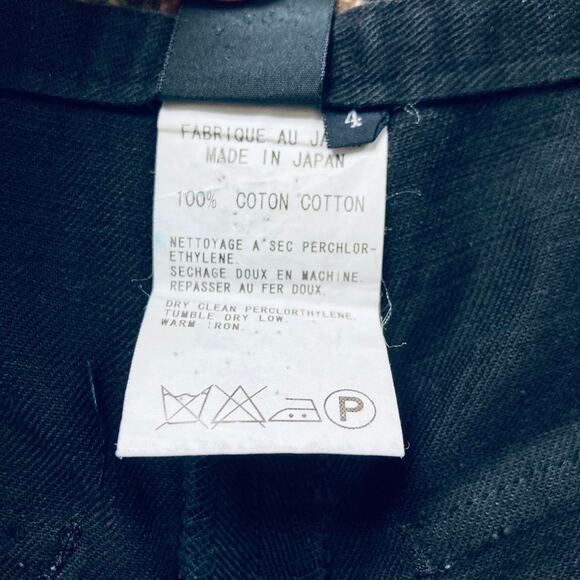 4
FABRIQUE AU
MADE IN JAPAN
100% COTON COTTON
NETTOYAGE A'SEC PERCHLOR-
ETHYLENE.
SECHAGE DOUX EN MACHINE.
REPASSER AU FER DOUX.
DRY CLEAN PERCLORTHYLENE.
TUMBLE DRY LOW.
WARM IRON.
P